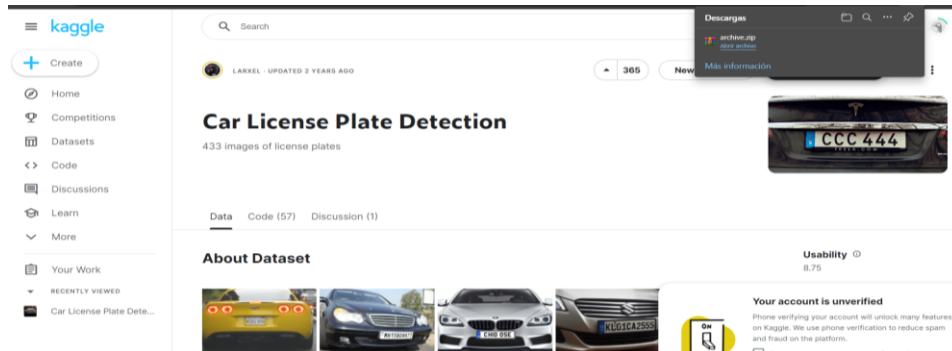 kaggle
Search
Descargas
archive.zip
Abrir archivo
Más información
Create
LARXEL · UPDATED 2 YEARS AGO
365
New
Home
Competitions
Datasets
Code
Discussions
Learn
More
Your Work
RECENTLY VIEWED
Car License Plate Dete...
Car License Plate Detection
433 images of license plates
CCC 444
Data
Code (57)
Discussion (1)
About Dataset
Usability
8.75
CHI 0SE
KLG1CA2555
Your account is unverified
Phone verifying your account will unlock many features
on Kaggle. We use phone verification to reduce spam
and fraud on the platform.
ON